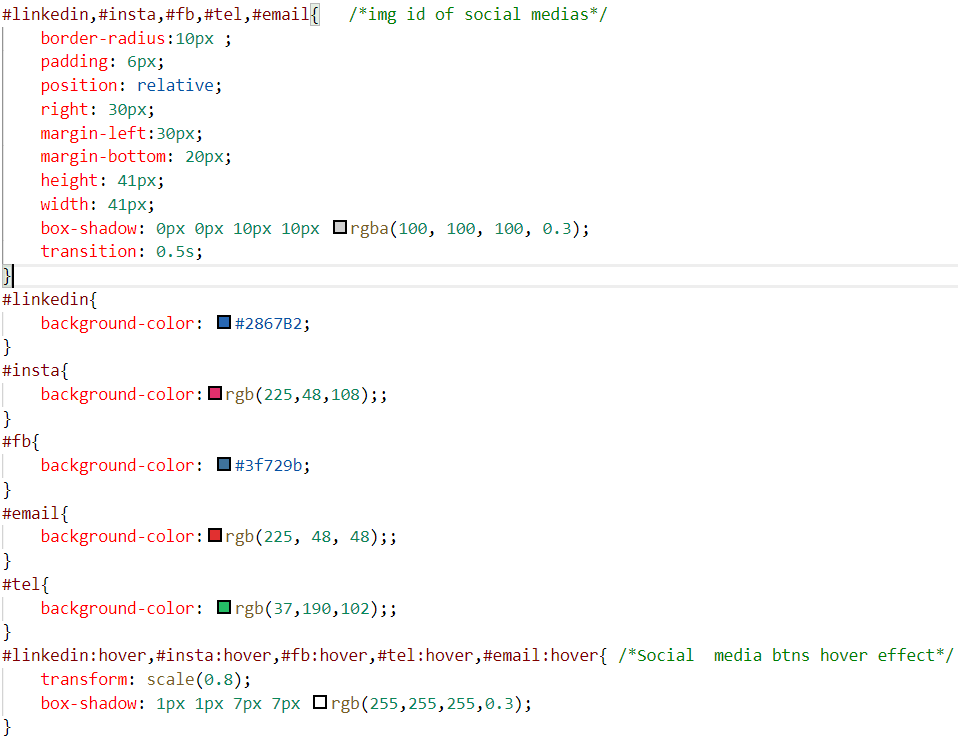 #linkedin,#insta,#fb,#tel,#email{   /*img id of social medias*/
    border-radius:10px ;
    padding: 6px;
    position: relative;
    right: 30px;
    margin-left:30px;
    margin-bottom: 20px;
    height: 41px;
    width: 41px;
    box-shadow: 0px 0px 10px 10px rgba(100, 100, 100, 0.3);
    transition: 0.5s;
}
#linkedin{
    background-color: #2867B2;
}
#insta{
    background-color:rgb(225,48,108);;
}
#fb{
    background-color: #3f729b;
}
#email{
    background-color:rgb(225, 48, 48);;
}
#tel{
    background-color: rgb(37,190,102);;
}
#linkedin:hover,#insta:hover,#fb:hover,#tel:hover,#email:hover{ /*Social  media btns hover effect*/
    transform: scale(0.8);
    box-shadow: 1px 1px 7px 7px rgb(255,255,255,0.3);
}